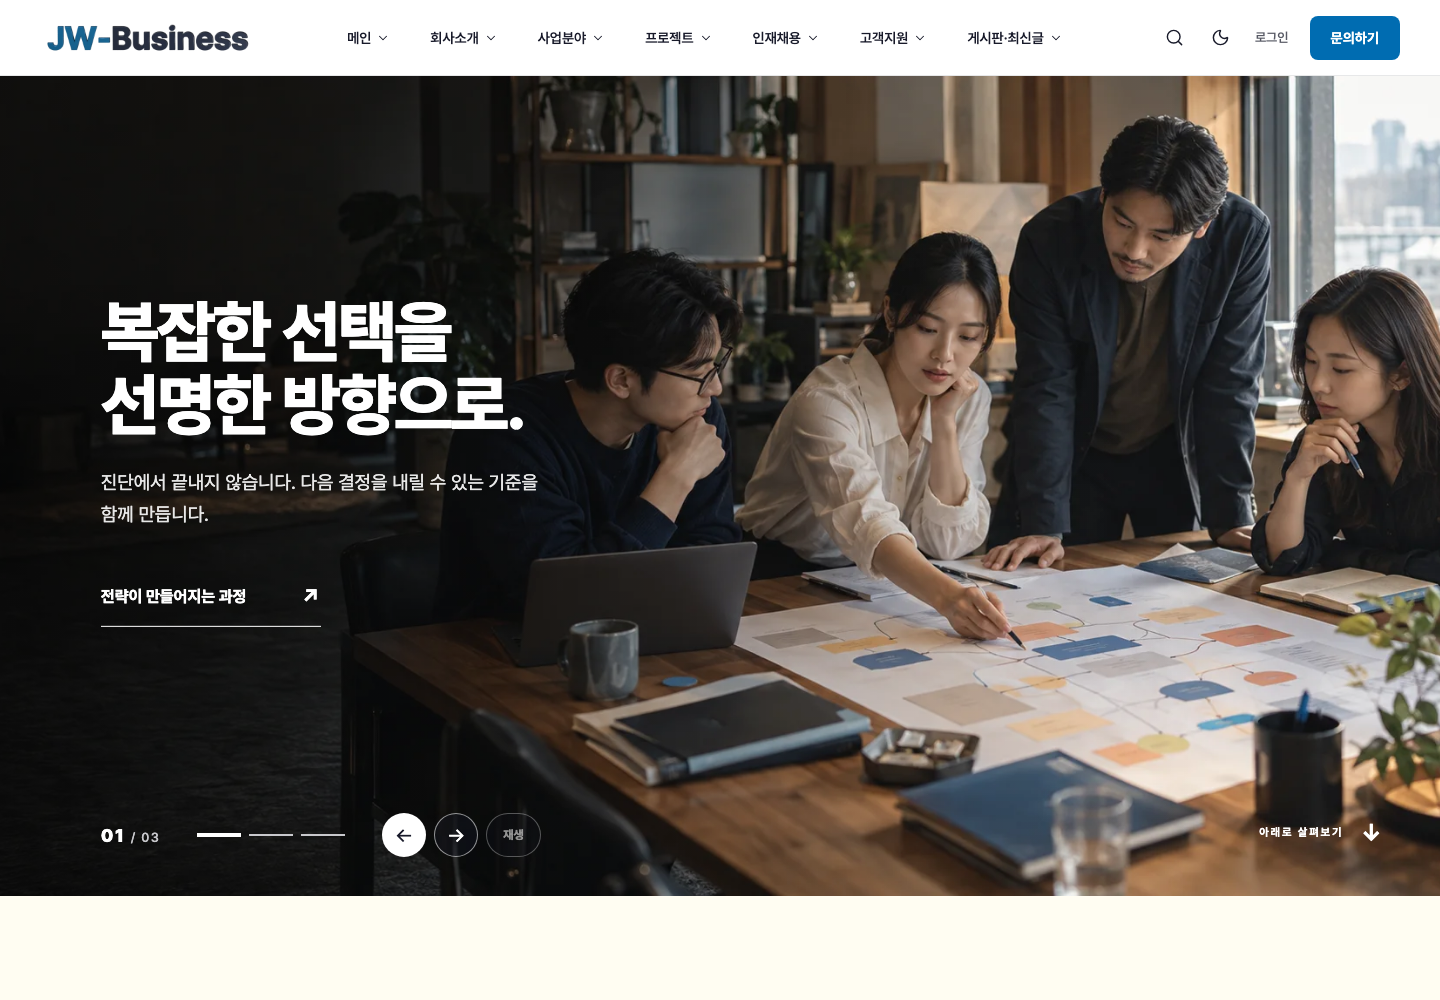 JW-Business
메인
회사소개
사업분야
프로젝트
인재채용
고객지원
게시판·최신글
로그인
문의하기
복잡한 선택을
선명한 방향으로.
진단에서 끝내지 않습니다. 다음 결정을 내릴 수 있는 기준을
함께 만듭니다.
전략이 만들어지는 과정
01 / 03
재생
아래로 살펴보기